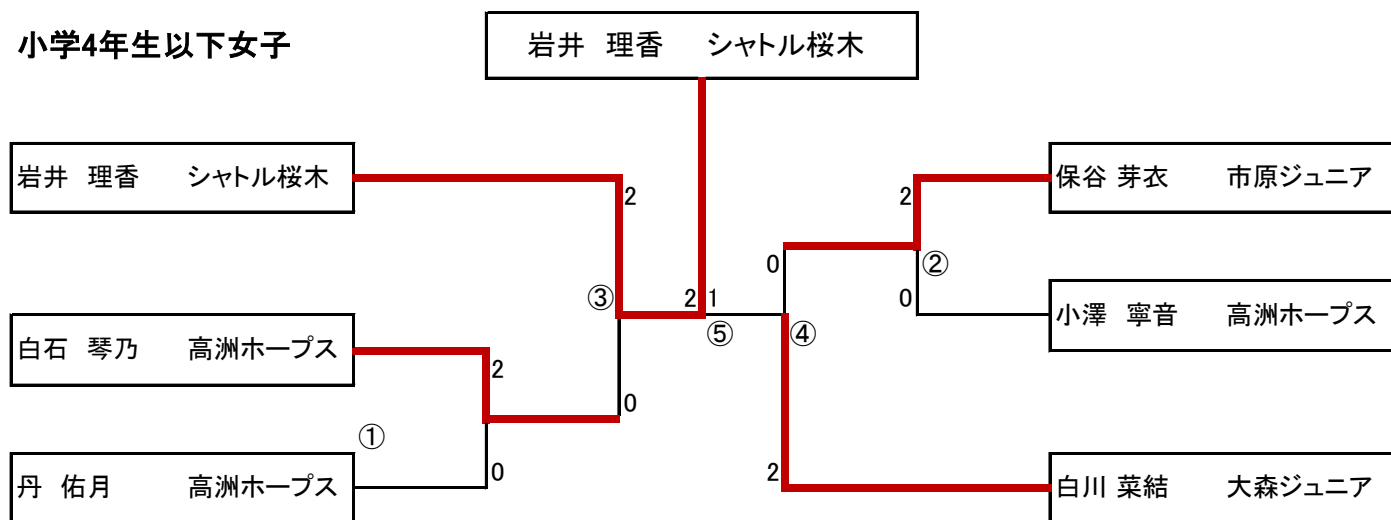 小学4年生以下女子
岩井 理香 シャトル桜木
岩井 理香 シャトル桜木
保谷 芽衣 市原ジュニア
2
2
0
②
③
2
1
0
小澤 寧音 高洲ホープス
⑤
④
白石 琴乃 高洲ホープス
2
0
①
0
2
丹 佑月 高洲ホープス
白川 菜結 大森ジュニア